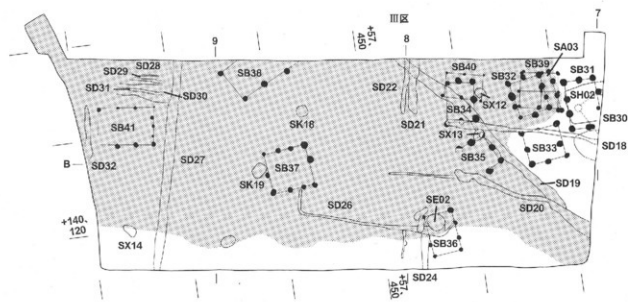 Ⅲ区
+57,
450
9
8
7
SD28
SD29
SD31
SD30
SB38
SB41
SD32
SD27
SK18
SB37
SK19
B
SD26
+140,
120
SX14
SD22
SD21
SB40
SB34
SX12
SX13
SB35
SB32
SB39
SA03
SB31
SH02
SB30
SB33
SD18
SD19
SD20
SE02
SB36
SD24
+57,
450